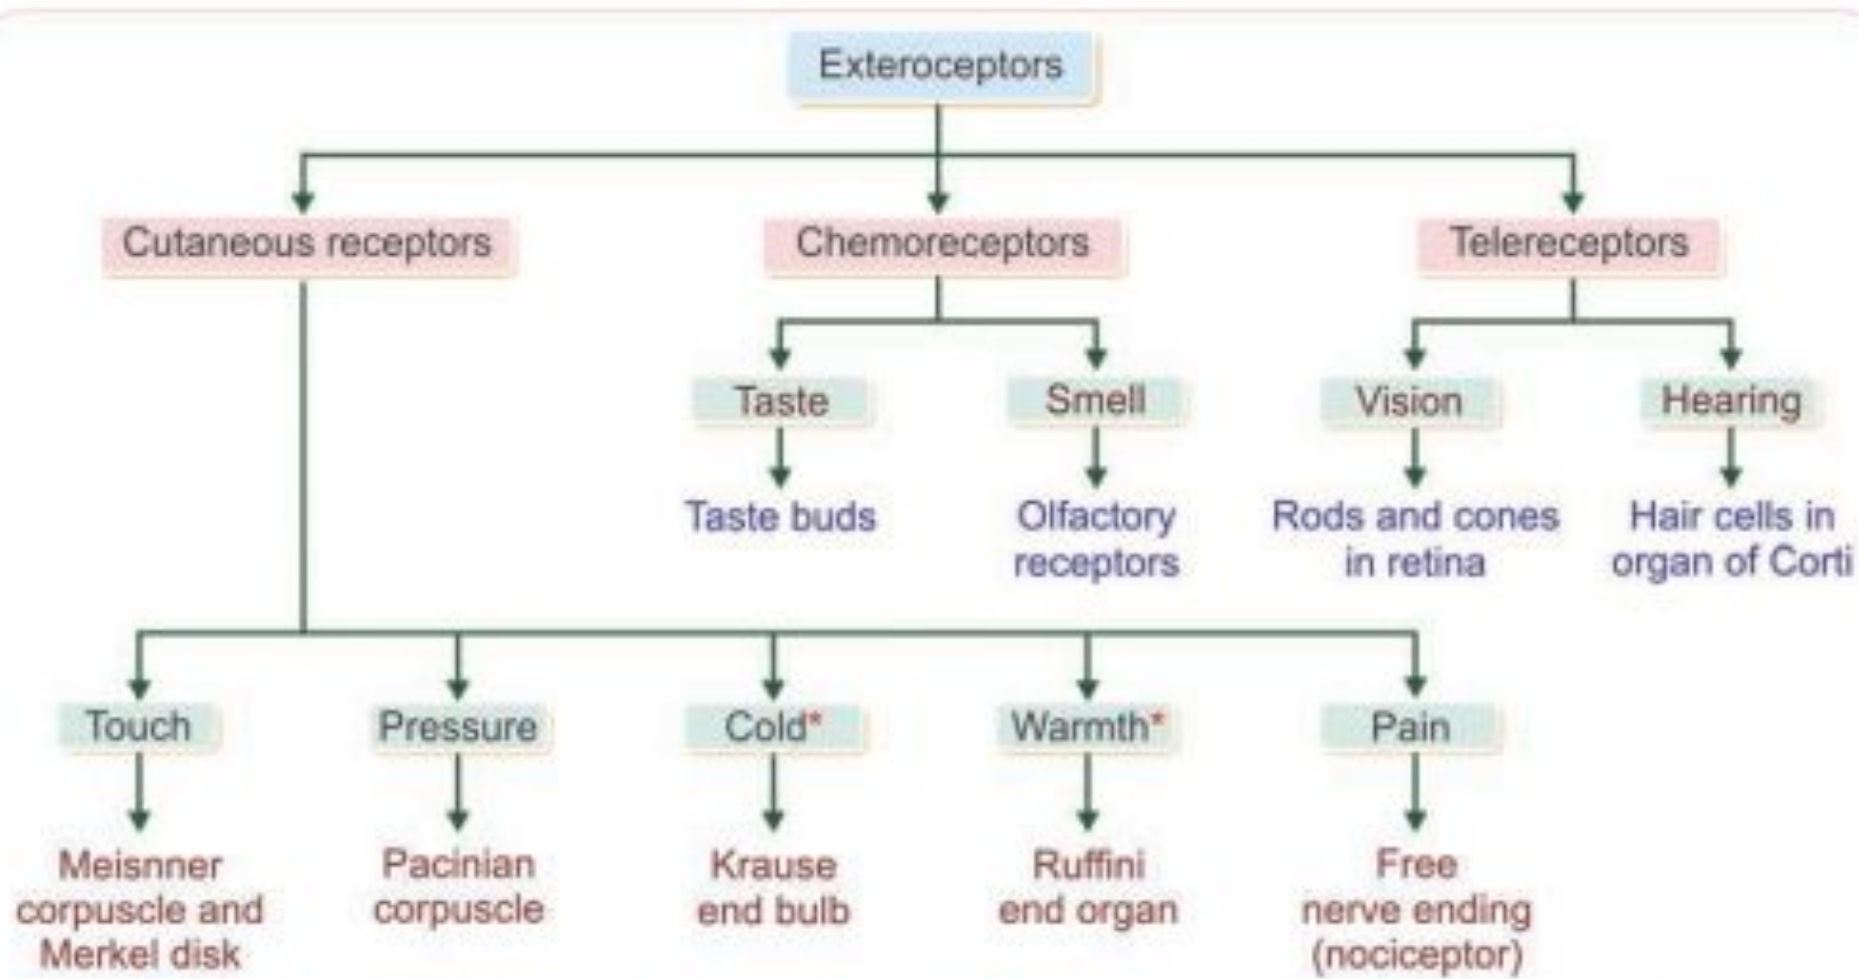 Exteroceptors
Cutaneous receptors
Chemoreceptors
Telereceptors
Taste
Smell
Vision
Hearing
Taste buds
Olfactory
receptors
Rods and cones
in retina
Hair cells in
organ of Corti
Touch
Pressure
Cold*
Warmth*
Pain
Meisnner
corpuscle and
Merkel disk
Pacinian
corpuscle
Krause
end bulb
Ruffini
end organ
Free
nerve ending
(nociceptor)